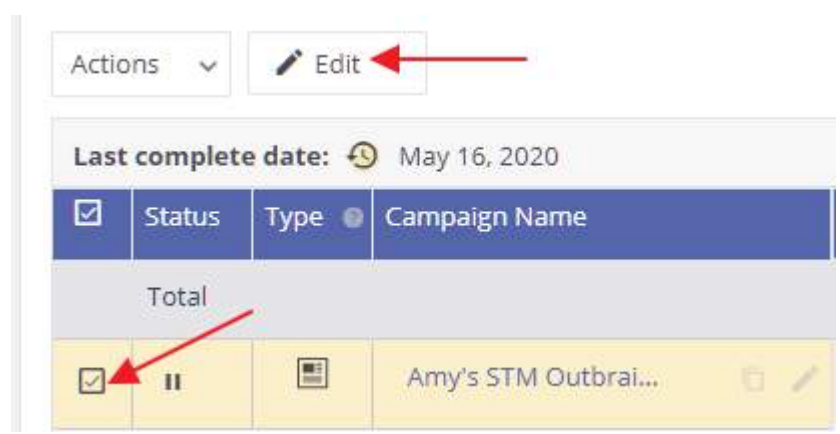 Actions Edit
Last complete date: May 16, 2020
Status Type Campaign Name
Total
Amy's STM Outbrai...